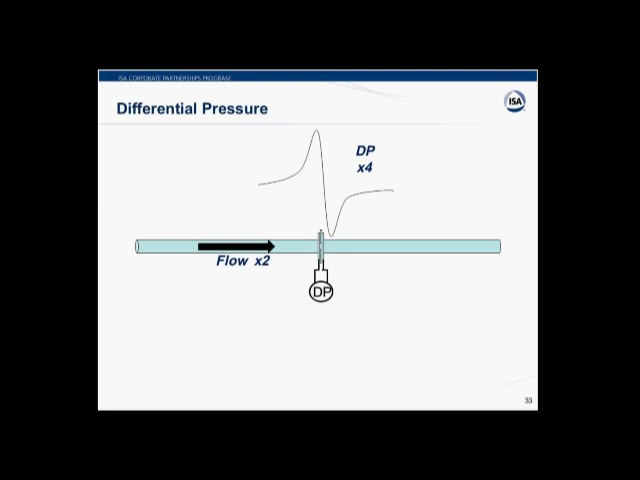 ISA CORPORATE PARTNERSHIPS PROGRAM
Differential Pressure
ISA
DP
x4
Flow x2
DP
33